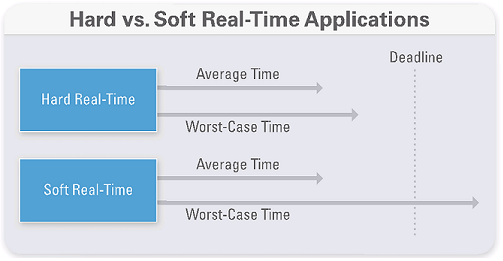 Hard vs. Soft Real-Time Applications
Deadline
Average Time
Hard Real-Time
Worst-Case Time
Average Time
Soft Real-Time
Worst-Case Time